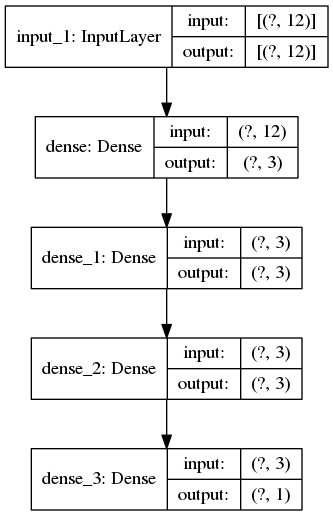 input_1: InputLayer
input: [(?, 12)]
output: [(?, 12)]
dense: Dense
input: (?, 12)
output: (?, 3)
dense_1: Dense
input: (?, 3)
output: (?, 3)
dense_2: Dense
input: (?, 3)
output: (?, 3)
dense_3: Dense
input: (?, 3)
output: (?, 1)